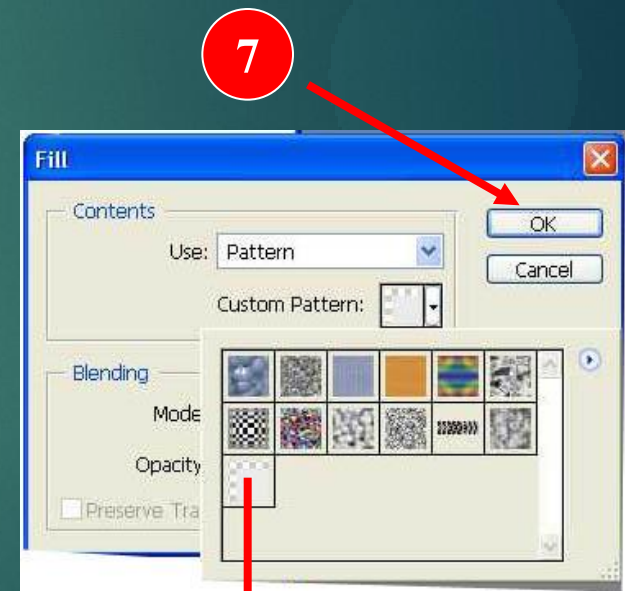 7
Fill
Contents
OK
Use: Pattern
Cancel
Custom Pattern:
Blending
Mode
Opacity
Preserve Tra